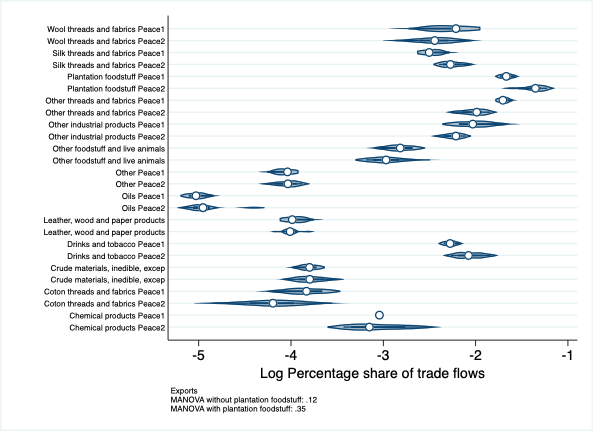 Wool threads and fabrics Peace1
Wool threads and fabrics Peace2
Silk threads and fabrics Peace1
Silk threads and fabrics Peace2
Plantation foodstuff Peace1
Plantation foodstuff Peace2
Other threads and fabrics Peace1
Other threads and fabrics Peace2
Other industrial products Peace1
Other industrial products Peace2
Other foodstuff and live animals
Other foodstuff and live animals
Other Peace1
Other Peace2
Oils Peace1
Oils Peace2
Leather, wood and paper products
Leather, wood and paper products
Drinks and tobacco Peace1
Drinks and tobacco Peace2
Crude materials, inedible, excep
Crude materials, inedible, excep
Coton threads and fabrics Peace1
Coton threads and fabrics Peace2
Chemical products Peace1
Chemical products Peace2
-5 -4 -3 -2 -1
Log Percentage share of trade flows
Exports
MANOVA without plantation foodstuff: .12
MANOVA with plantation foodstuff: .35